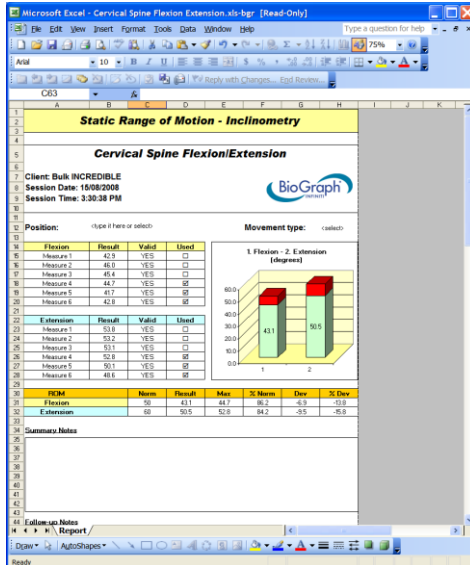 Microsoft Excel - Cervical Spine Flexion Extension.xls-bgr [Read-Only]
File Edit View Insert Format Tools Data Window Help Type a question for help
75%
Arial 10 B I U
Reply with Changes... End Review...
C63 fx
A B C D E F G H I J K
Static Range of Motion - Inclinometry
Cervical Spine Flexion/Extension
Client: Bulk INCREDIBLE
Session Date: 15/08/2008
Session Time: 3:30:38 PM
BioGraph
INFINITI
Position: <type it here or select> Movement type: <select>
Flexion Result Valid Used
Measure 1 42.9 YES
Measure 2 46.0 YES
Measure 3 45.4 YES
Measure 4 44.7 YES
Measure 5 41.7 YES
Measure 6 42.8 YES
Extension Result Valid Used
Measure 1 53.8 YES
Measure 2 53.2 YES
Measure 3 53.1 YES
Measure 4 52.8 YES
Measure 5 50.1 YES
Measure 6 48.6 YES
1. Flexion - 2. Extension
(degrees)
60.0
50.0
40.0
30.0
20.0
10.0
0.0
43.1 50.5
1 2
ROM Norm Result Max % Norm Dev % Dev
Flexion 50 43.1 44.7 86.2 -6.9 -13.8
Extension 60 50.5 52.8 84.2 -9.5 -15.8
Summary Notes
Follow-up Notes
Report
Draw AutoShapes
Ready